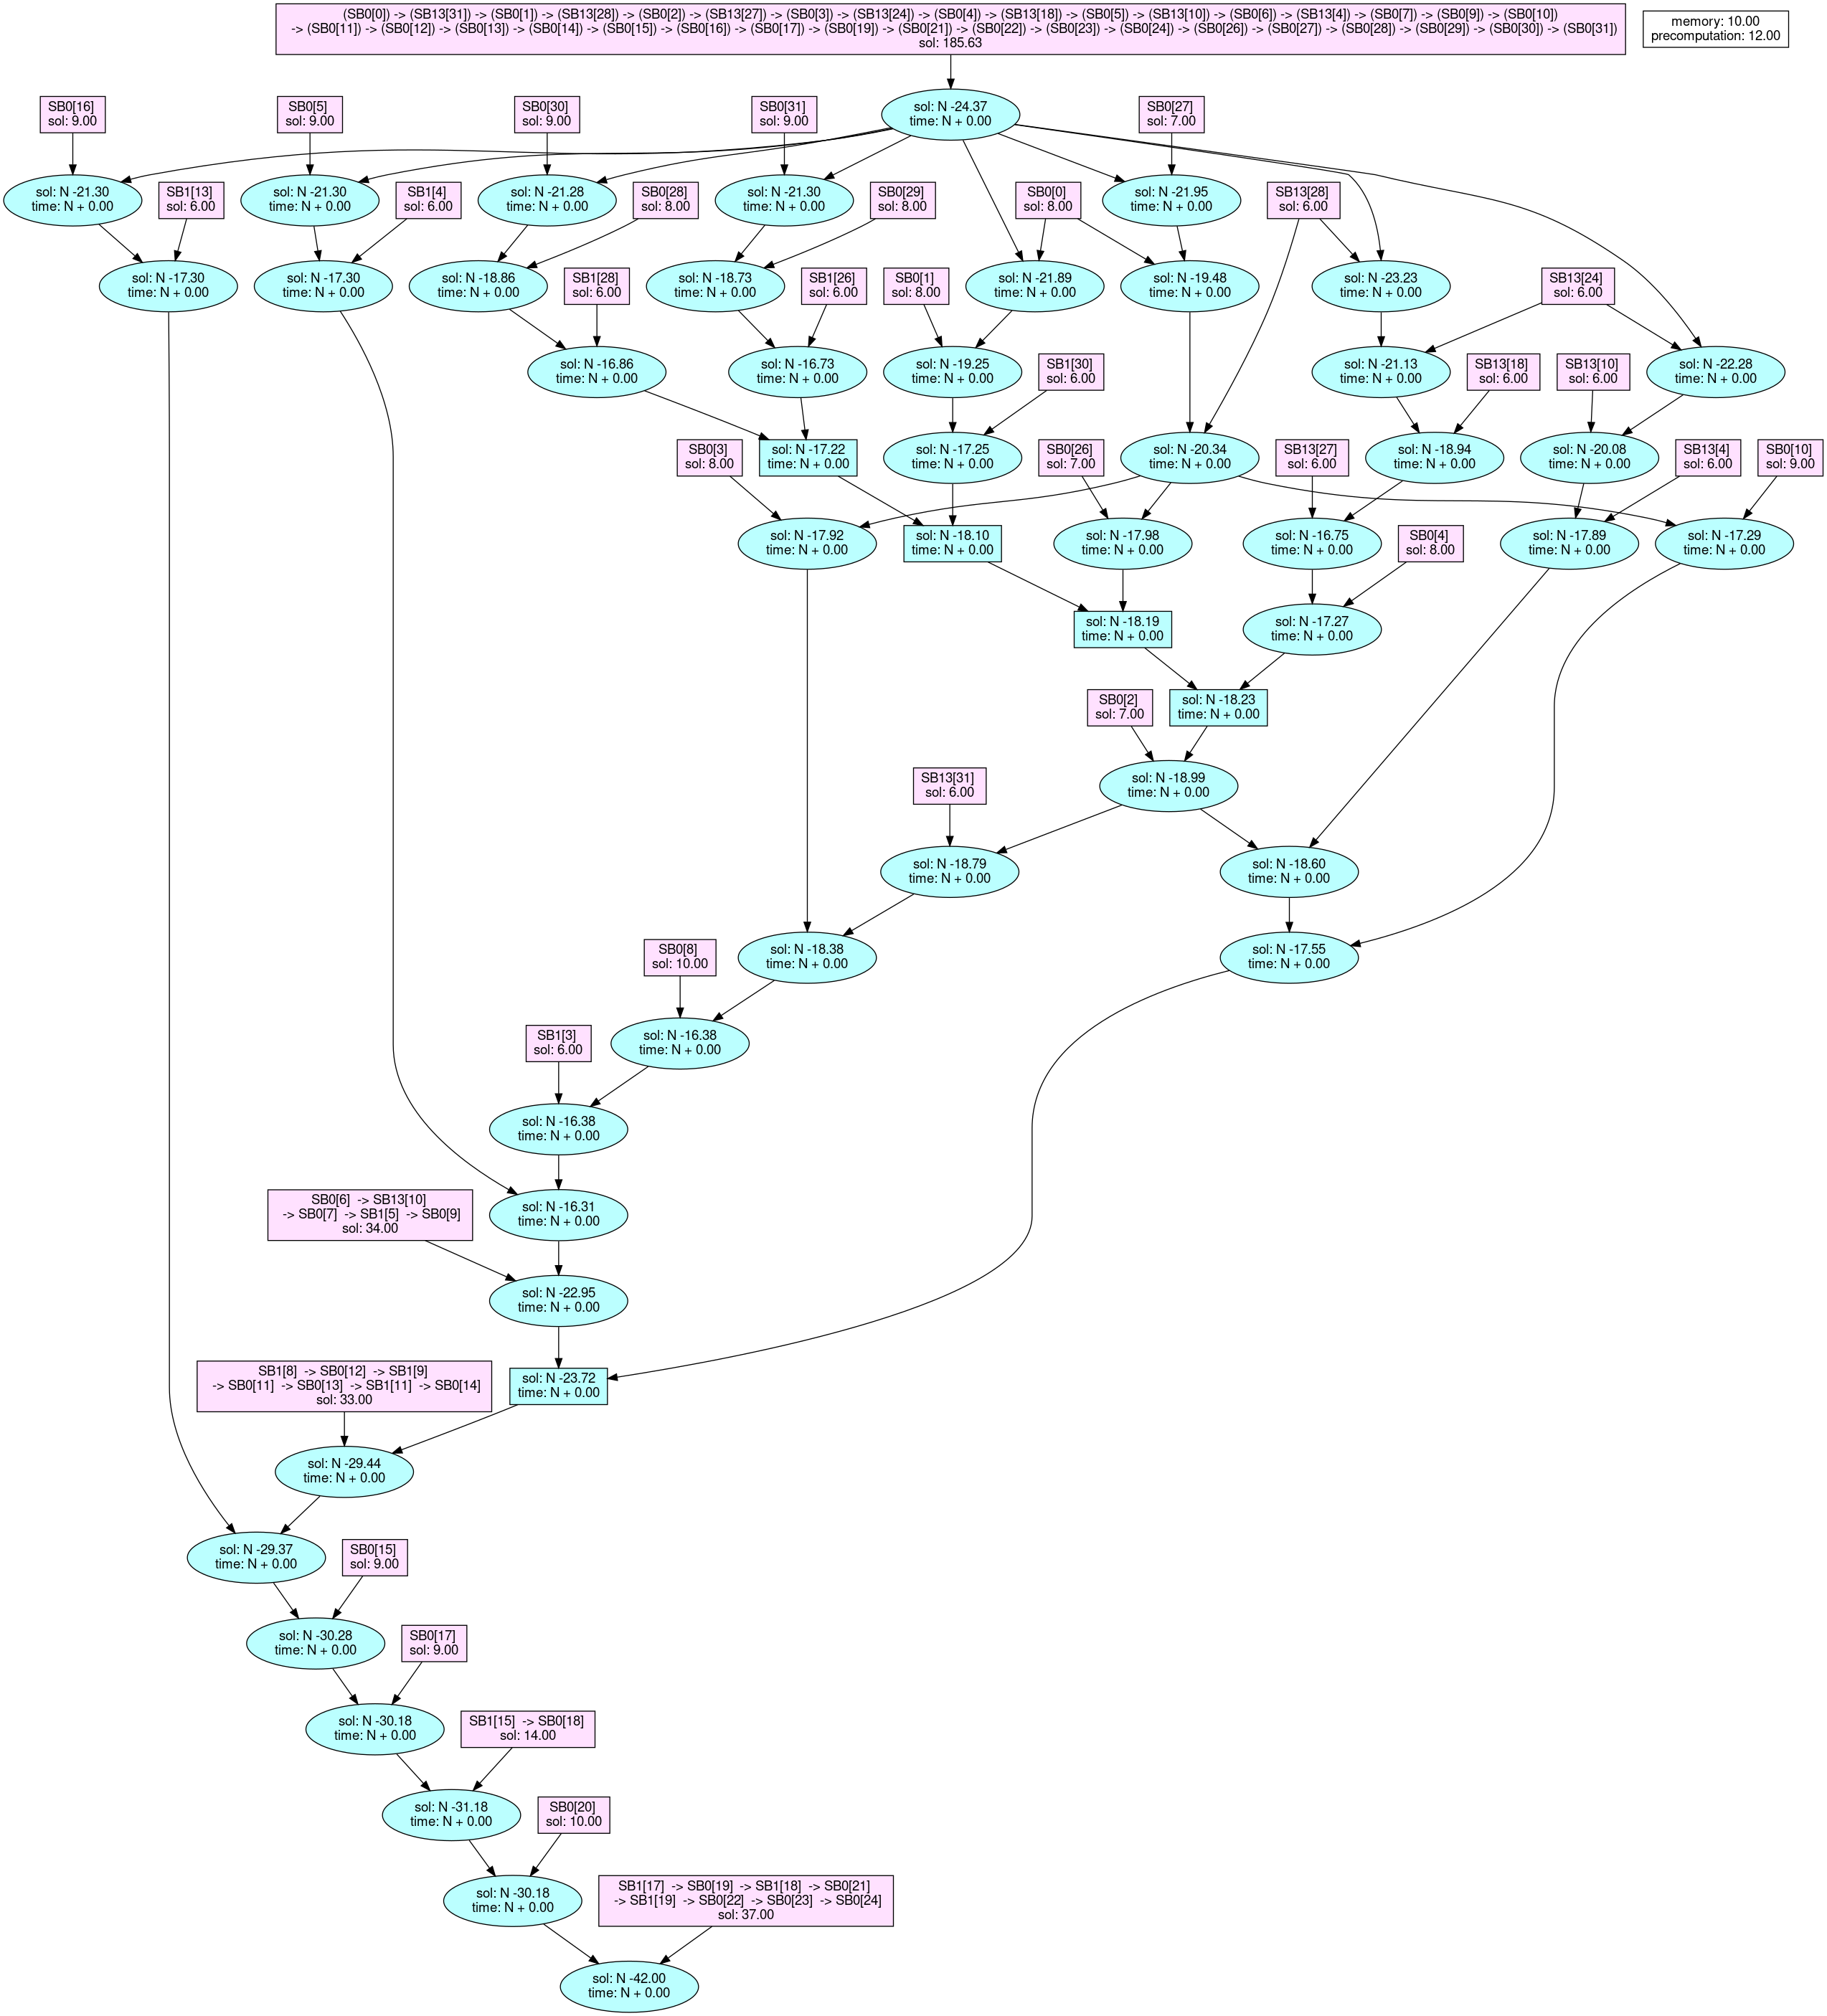 (SB0[0]) -> (SB13[31]) -> (SB0[1]) -> (SB13[28]) -> (SB0[2]) -> (SB13[27]) -> (SB0[3]) -> (SB13[24]) -> (SB0[4]) -> (SB13[18]) -> (SB0[5]) -> (SB13[10]) -> (SB0[6]) -> (SB13[4]) -> (SB0[7]) -> (SB0[9]) -> (SB0[10])
-> (SB0[11]) -> (SB0[12]) -> (SB0[13]) -> (SB0[14]) -> (SB0[15]) -> (SB0[16]) -> (SB0[17]) -> (SB0[19]) -> (SB0[21]) -> (SB0[22]) -> (SB0[23]) -> (SB0[24]) -> (SB0[26]) -> (SB0[27]) -> (SB0[28]) -> (SB0[29]) -> (SB0[30]) -> (SB0[31])
sol: 185.63
memory: 10.00
precomputation: 12.00
SB0[16]
sol: 9.00
SB0[5]
sol: 9.00
SB0[30]
sol: 9.00
SB0[31]
sol: 9.00
sol: N -24.37
time: N + 0.00
SB0[27]
sol: 7.00
sol: N -21.30
time: N + 0.00
SB1[13]
sol: 6.00
sol: N -21.30
time: N + 0.00
SB1[4]
sol: 6.00
sol: N -21.28
time: N + 0.00
SB0[28]
sol: 8.00
sol: N -21.30
time: N + 0.00
SB0[29]
sol: 8.00
SB0[0]
sol: 8.00
sol: N -21.95
time: N + 0.00
SB13[28]
sol: 6.00
sol: N -17.30
time: N + 0.00
sol: N -17.30
time: N + 0.00
sol: N -18.86
time: N + 0.00
SB1[28]
sol: 6.00
sol: N -18.73
time: N + 0.00
SB1[26]
sol: 6.00
SB0[1]
sol: 8.00
sol: N -21.89
time: N + 0.00
sol: N -19.48
time: N + 0.00
sol: N -23.23
time: N + 0.00
SB13[24]
sol: 6.00
sol: N -16.86
time: N + 0.00
sol: N -16.73
time: N + 0.00
sol: N -19.25
time: N + 0.00
SB1[30]
sol: 6.00
sol: N -21.13
time: N + 0.00
SB13[18]
sol: 6.00
SB13[10]
sol: 6.00
sol: N -22.28
time: N + 0.00
SB0[3]
sol: 8.00
sol: N -17.22
time: N + 0.00
sol: N -17.25
time: N + 0.00
SB0[26]
sol: 7.00
sol: N -20.34
time: N + 0.00
SB13[27]
sol: 6.00
sol: N -18.94
time: N + 0.00
sol: N -20.08
time: N + 0.00
SB13[4]
sol: 6.00
SB0[10]
sol: 9.00
sol: N -17.92
time: N + 0.00
sol: N -18.10
time: N + 0.00
sol: N -17.98
time: N + 0.00
sol: N -16.75
time: N + 0.00
SB0[4]
sol: 8.00
sol: N -17.89
time: N + 0.00
sol: N -17.29
time: N + 0.00
sol: N -18.19
time: N + 0.00
sol: N -17.27
time: N + 0.00
SB0[2]
sol: 7.00
sol: N -18.23
time: N + 0.00
SB13[31]
sol: 6.00
sol: N -18.99
time: N + 0.00
sol: N -18.79
time: N + 0.00
sol: N -18.60
time: N + 0.00
SB0[8]
sol: 10.00
sol: N -18.38
time: N + 0.00
sol: N -17.55
time: N + 0.00
SB1[3]
sol: 6.00
sol: N -16.38
time: N + 0.00
sol: N -16.38
time: N + 0.00
SB0[6]  -> SB13[10]
-> SB0[7]  -> SB1[5]  -> SB0[9]
sol: 34.00
sol: N -16.31
time: N + 0.00
sol: N -22.95
time: N + 0.00
SB1[8]  -> SB0[12]  -> SB1[9]
-> SB0[11]  -> SB0[13]  -> SB1[11]  -> SB0[14]
sol: 33.00
sol: N -23.72
time: N + 0.00
sol: N -29.44
time: N + 0.00
sol: N -29.37
time: N + 0.00
SB0[15]
sol: 9.00
sol: N -30.28
time: N + 0.00
SB0[17]
sol: 9.00
sol: N -30.18
time: N + 0.00
SB1[15]  -> SB0[18]
sol: 14.00
sol: N -31.18
time: N + 0.00
SB0[20]
sol: 10.00
sol: N -30.18
time: N + 0.00
SB1[17]  -> SB0[19]  -> SB1[18]  -> SB0[21]
-> SB1[19]  -> SB0[22]  -> SB0[23]  -> SB0[24]
sol: 37.00
sol: N -42.00
time: N + 0.00